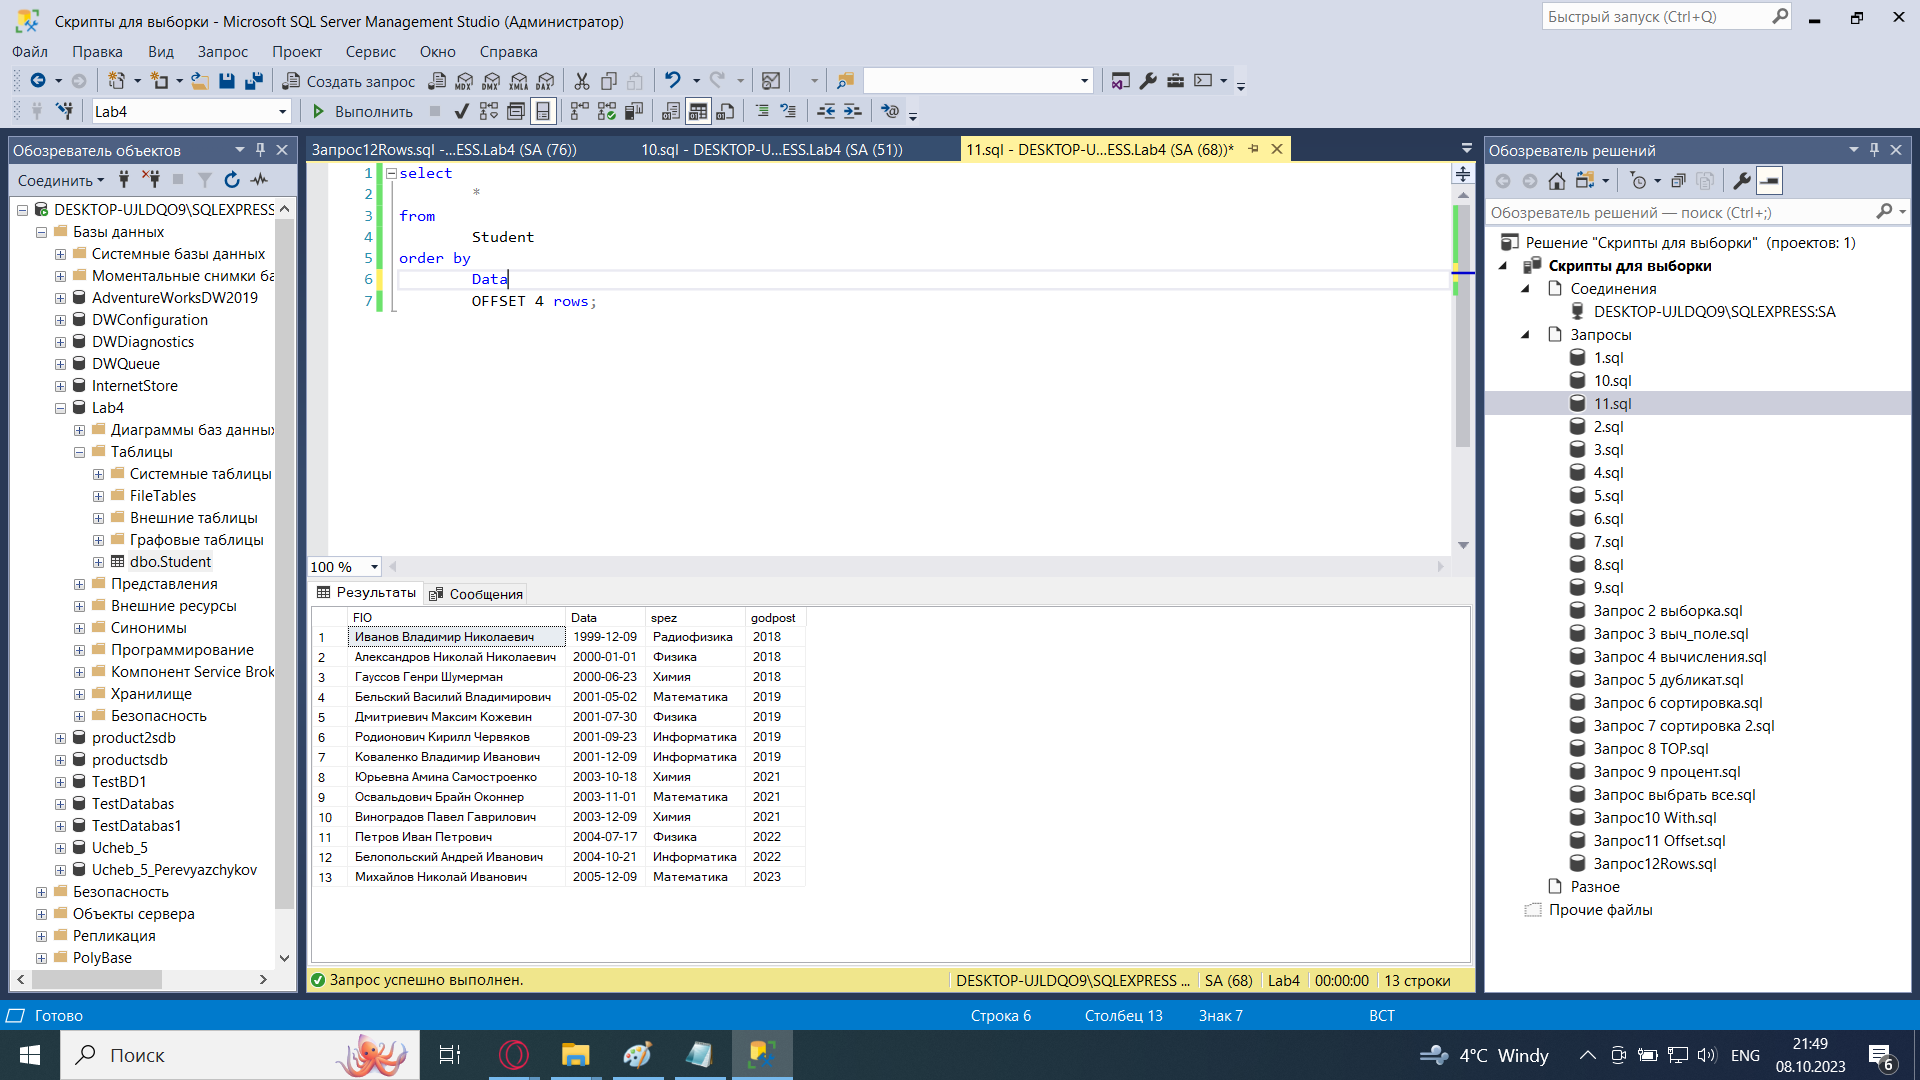 Скрипты для выборки - Microsoft SQL Server Management Studio (Администратор)
Быстрый запуск (Ctrl+Q)
Файл Правка Вид Запрос Проект Сервис Окно Справка
Создать запрос MDX DMX XMLA DAX
Lab4 Выполнить
Обозреватель объектов
Соединить
DESKTOP-UJLDQO9\SQLEXPRESS
Базы данных
Системные базы данных
Моментальные снимки ба
AdventureWorksDW2019
DWConfiguration
DWDiagnostics
DWQueue
InternetStore
Lab4
Диаграммы баз данны
Таблицы
Системные таблицы
FileTables
Внешние таблицы
Графовые таблицы
dbo.Student
Представления
Внешние ресурсы
Синонимы
Программирование
Компонент Service Brok
Хранилище
Безопасность
product2sdb
productsdb
TestBD1
TestDatabas
TestDatabas1
Ucheb_5
Ucheb_5_Perevyazchykov
Безопасность
Объекты сервера
Репликация
PolyBase
Запрос12Rows.sql -...ESS.Lab4 (SA (76)) 10.sql - DESKTOP-U...ESS.Lab4 (SA (51)) 11.sql - DESKTOP-U...ESS.Lab4 (SA (68))*
1 select
2 *
3 from
4 Student
5 order by
6 Data
7 OFFSET 4 rows;
100 %
Результаты Сообщения
FIO Data spez godpost
1 Иванов Владимир Николаевич 1999-12-09 Радиофизика 2018
2 Александров Николай Николаевич 2000-01-01 Физика 2018
3 Гауссов Генри Шумерман 2000-06-23 Химия 2018
4 Бельский Василий Владимирович 2001-05-02 Математика 2019
5 Дмитриевич Максим Кожевин 2001-07-30 Физика 2019
6 Родионович Кирилл Червяков 2001-09-23 Информатика 2019
7 Коваленко Владимир Иванович 2001-12-09 Информатика 2019
8 Юрьевна Амина Самостроенко 2003-10-18 Химия 2021
9 Освальдович Брайн Оконнер 2003-11-01 Математика 2021
10 Виноградов Павел Гаврилович 2003-12-09 Химия 2021
11 Петров Иван Петрович 2004-07-17 Физика 2022
12 Белопольский Андрей Иванович 2004-10-21 Информатика 2022
13 Михайлов Николай Иванович 2005-12-09 Математика 2023
Запрос успешно выполнен. DESKTOP-UJLDQO9\SQLEXPRESS ... SA (68) Lab4 00:00:00 13 строки
Обозреватель решений
Обозреватель решений — поиск (Ctrl+;)
Решение "Скрипты для выборки" (проектов: 1)
Скрипты для выборки
Соединения
DESKTOP-UJLDQO9\SQLEXPRESS:SA
Запросы
1.sql
10.sql
11.sql
2.sql
3.sql
4.sql
5.sql
6.sql
7.sql
8.sql
9.sql
Запрос 2 выборка.sql
Запрос 3 выч_поле.sql
Запрос 4 вычисления.sql
Запрос 5 дубликат.sql
Запрос 6 сортировка.sql
Запрос 7 сортировка 2.sql
Запрос 8 TOP.sql
Запрос 9 процент.sql
Запрос выбрать все.sql
Запрос10 With.sql
Запрос11 Offset.sql
Запрос12Rows.sql
Разное
Прочие файлы
Готово Строка 6 Столбец 13 Знак 7 ВСТ
Поиск
4°C Windy ENG
21:49
08.10.2023
6